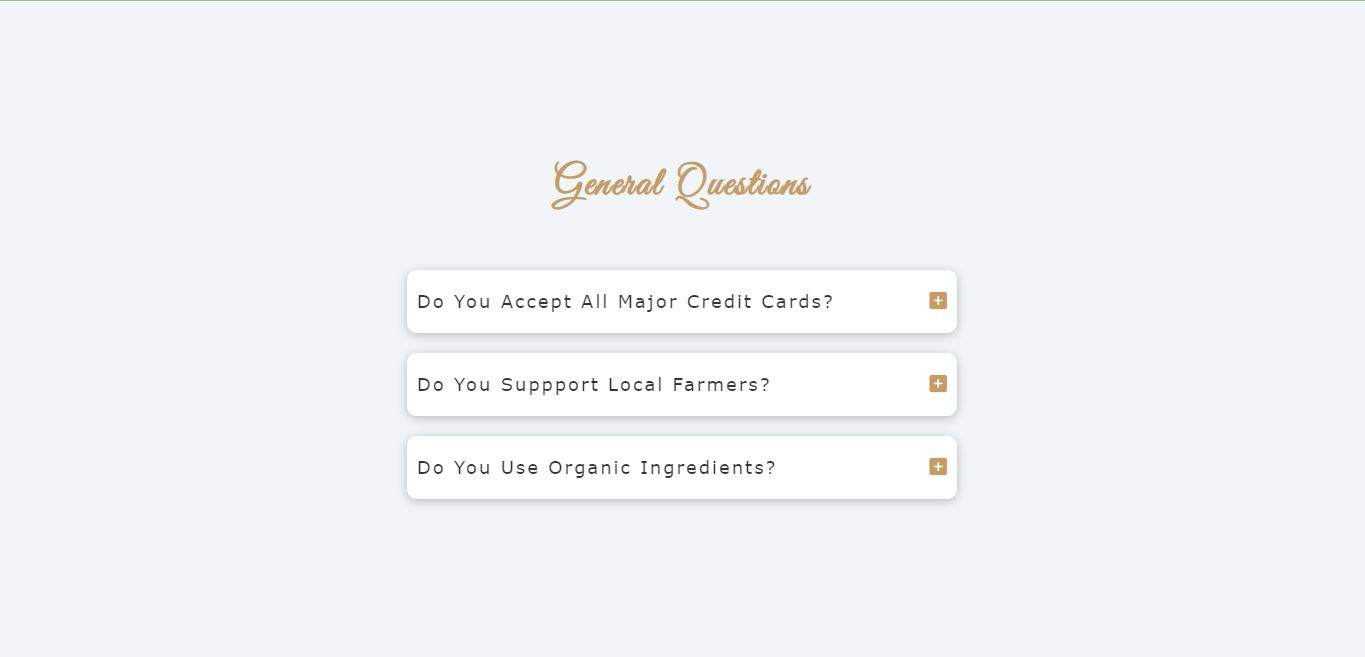 General Questions
Do You Accept All Major Credit Cards?
Do You Suppport Local Farmers?
Do You Use Organic Ingredients?